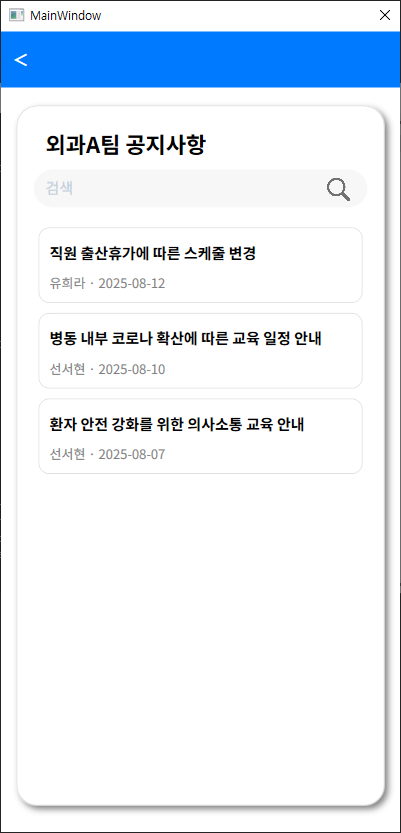 MainWindow
<
외과A팀 공지사항
검색
직원 출산휴가에 따른 스케줄 변경
유희라 · 2025-08-12
병동 내부 코로나 확산에 따른 교육 일정 안내
선서현 · 2025-08-10
환자 안전 강화를 위한 의사소통 교육 안내
선서현 · 2025-08-07